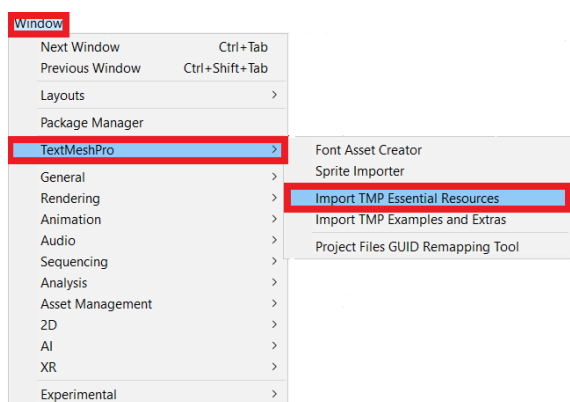 Window
Next Window Ctrl+Tab
Previous Window Ctrl+Shift+Tab
Layouts >
Package Manager
TextMeshPro >
General >
Rendering >
Animation >
Audio >
Sequencing >
Analysis >
Asset Management >
2D >
AI >
XR >
Experimental >
Font Asset Creator
Sprite Importer
Import TMP Essential Resources
Import TMP Examples and Extras
Project Files GUID Remapping Tool